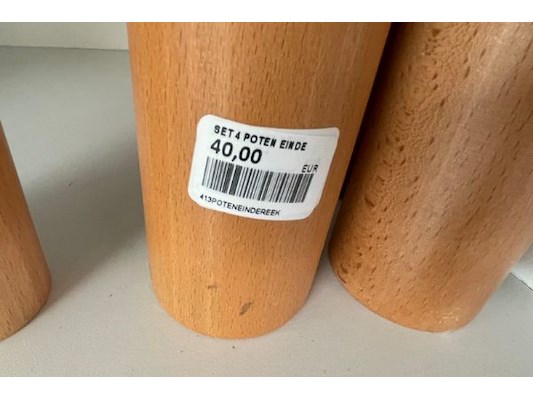 SET 4 POTEN EINDE
40,00
EUR
413POTENEINDEREEK